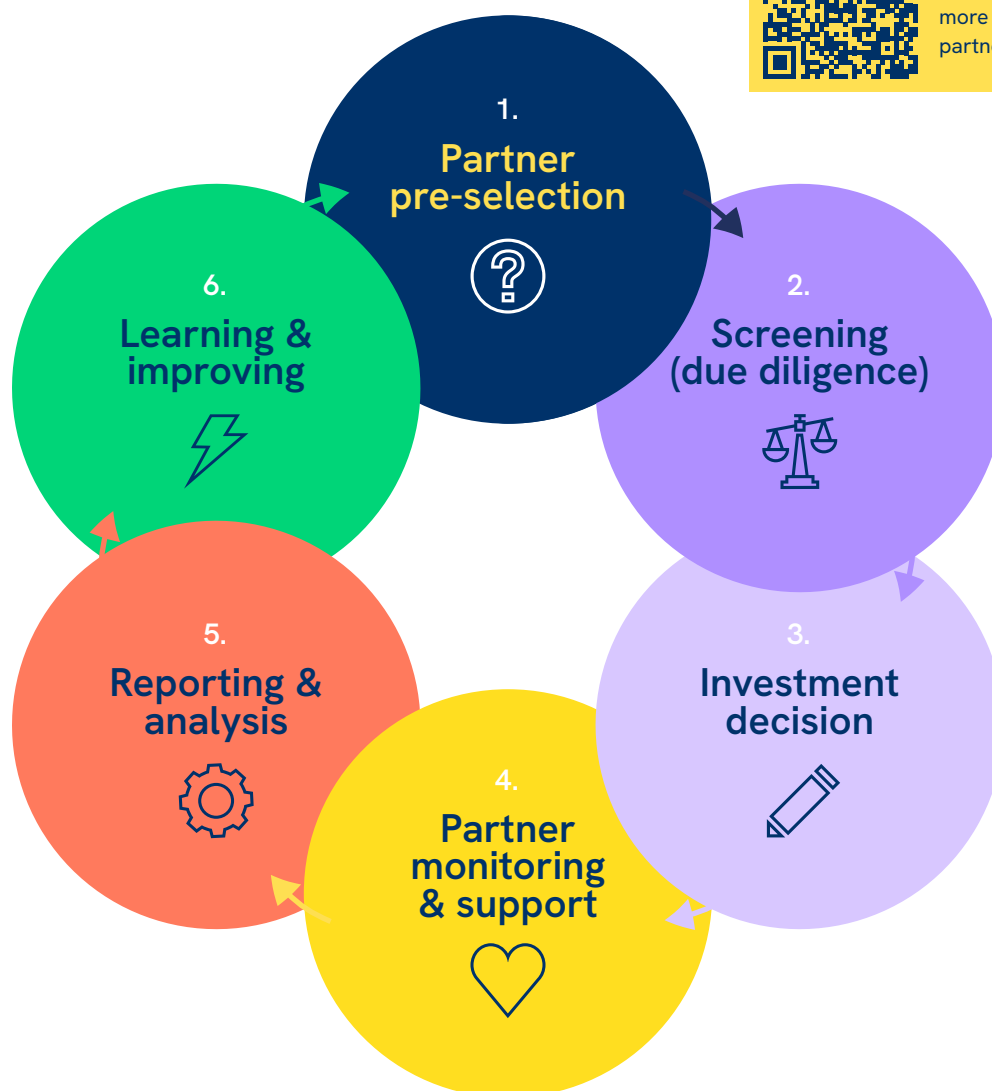 more
1.
Partner
pre-selection
2.
Screening
(due diligence)
3.
Investment
decision
4.
Partner
monitoring
& support
5.
Reporting &
analysis
6.
Learning &
improving